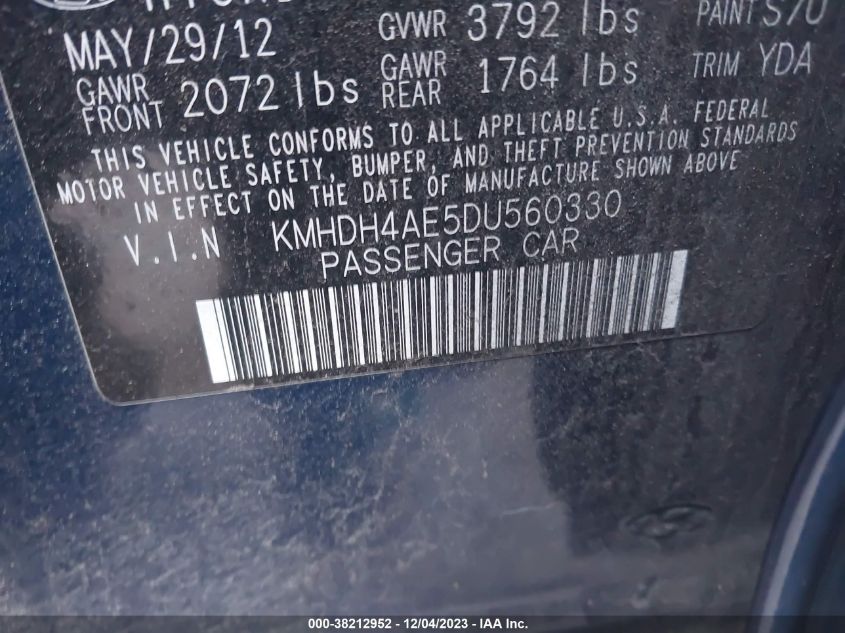 MAY/29/12 GVWR 3792 lbs PAINT S7U
GAWR FRONT 2072 lbs GAWR REAR 1764 lbs TRIM YDA
THIS VEHICLE CONFORMS TO ALL APPLICABLE U.S.A. FEDERAL
MOTOR VEHICLE SAFETY, BUMPER, AND THEFT PREVENTION STANDARDS
IN EFFECT ON THE DATE OF MANUFACTURE SHOWN ABOVE
V.I.N KMHDH4AE5DU560330
PASSENGER CAR
000-38212952 - 12/04/2023 - Copyright © 2023 IAA, Inc.